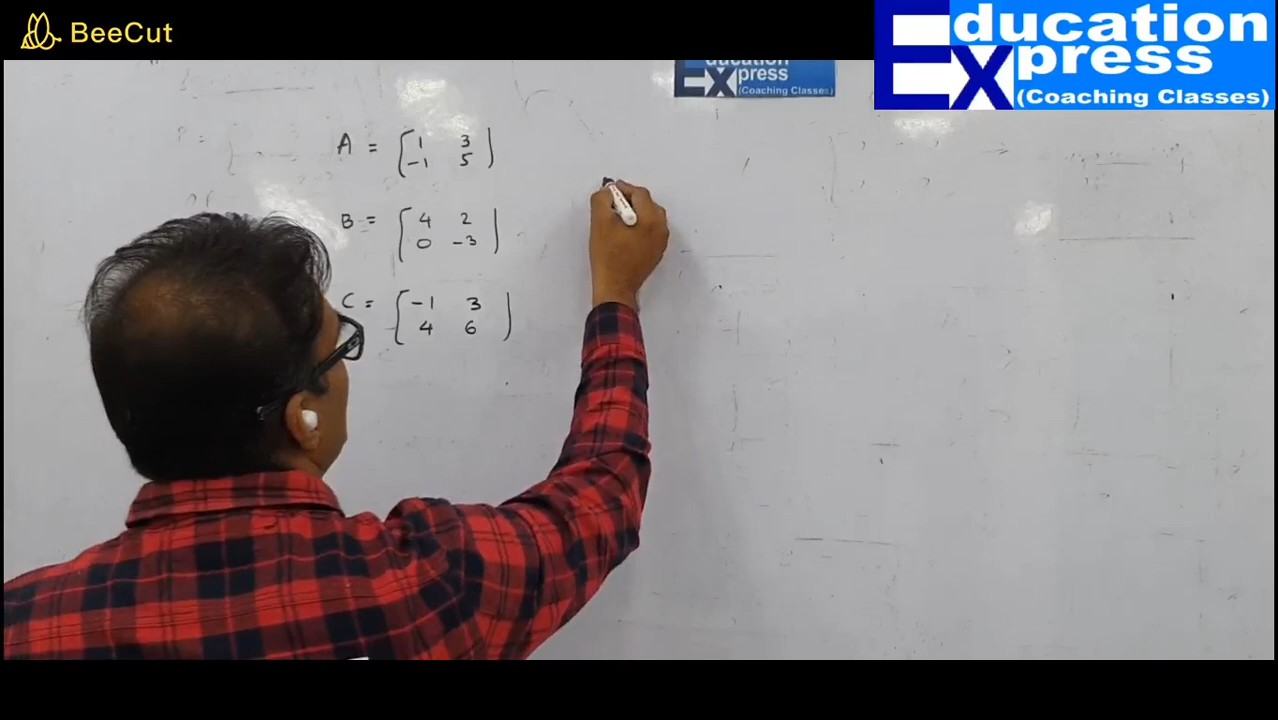 BeeCut
Education
Express
(Coaching Classes)
ducation
Express
(Coaching Classes)
A = [ 1 3
-1 5 ]
B = [ 4 2
0 -3 ]
C = [ -1 3
4 6 ]